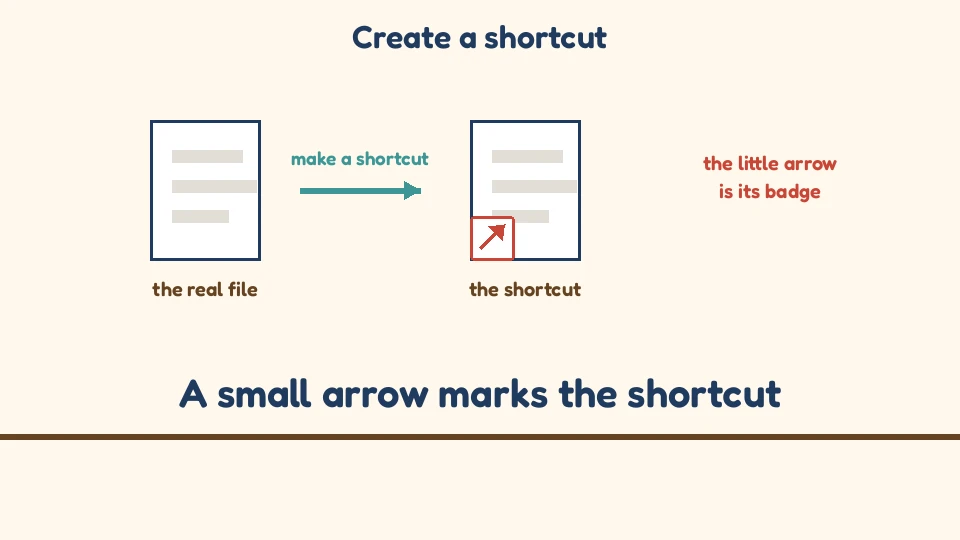 Create a shortcut
make a shortcut
the little arrow
is its badge
the real file
the shortcut
A small arrow marks the shortcut